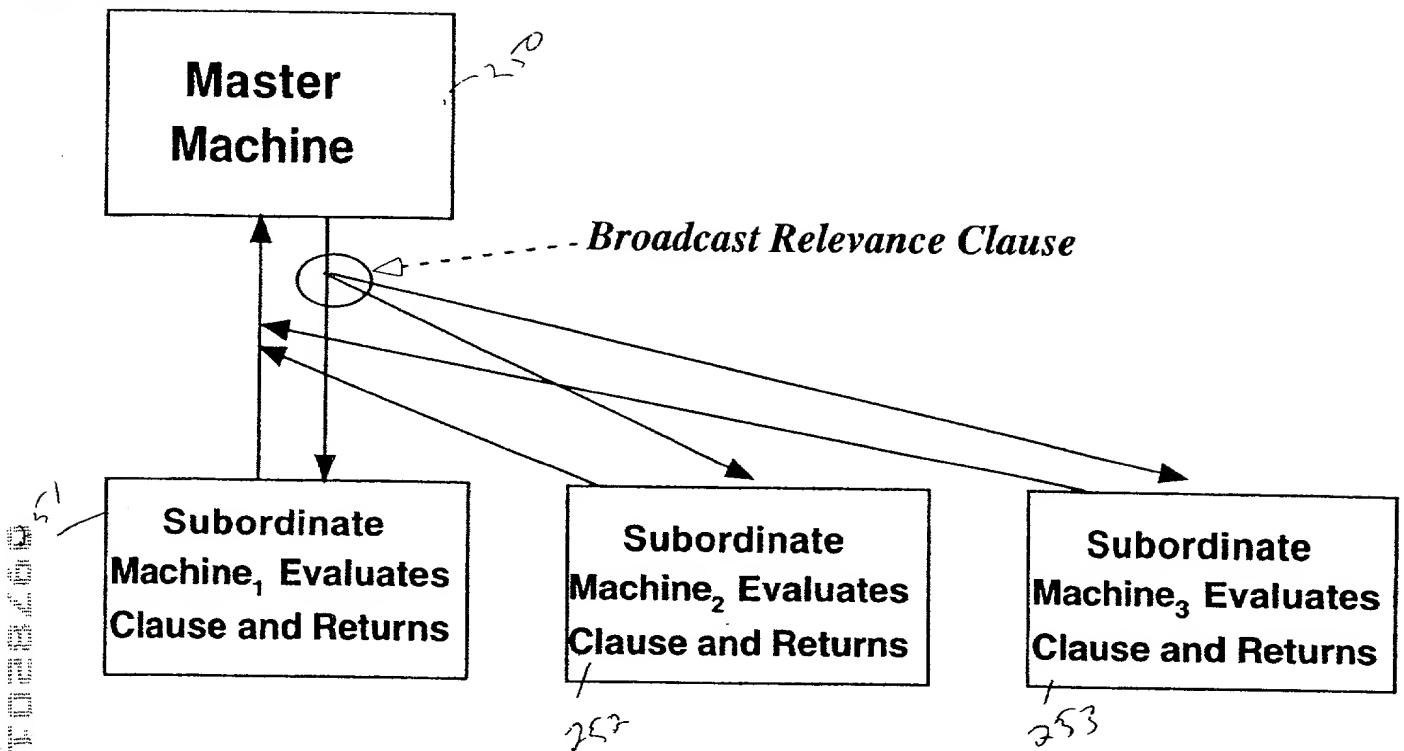 Master
Machine
250
Broadcast Relevance Clause
Subordinate
Machine₁ Evaluates
Clause and Returns
Subordinate
Machine₂ Evaluates
Clause and Returns
Subordinate
Machine₃ Evaluates
Clause and Returns
252
253